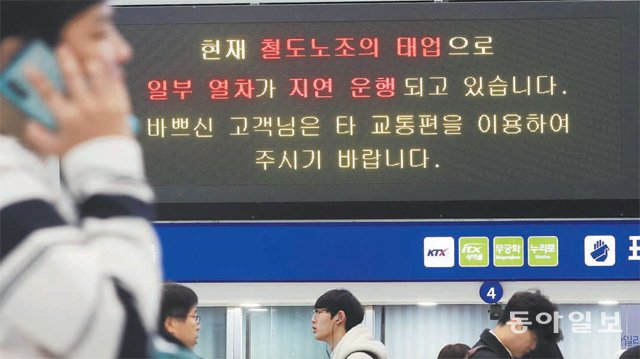 현재 철도노조의 태업으로
일부 열차가 지연 운행되고 있습니다.
바쁘신 고객님은 타 교통편을 이용하여
주시기 바랍니다.
KTX 새마을 무궁화 누리로
4
동아일보